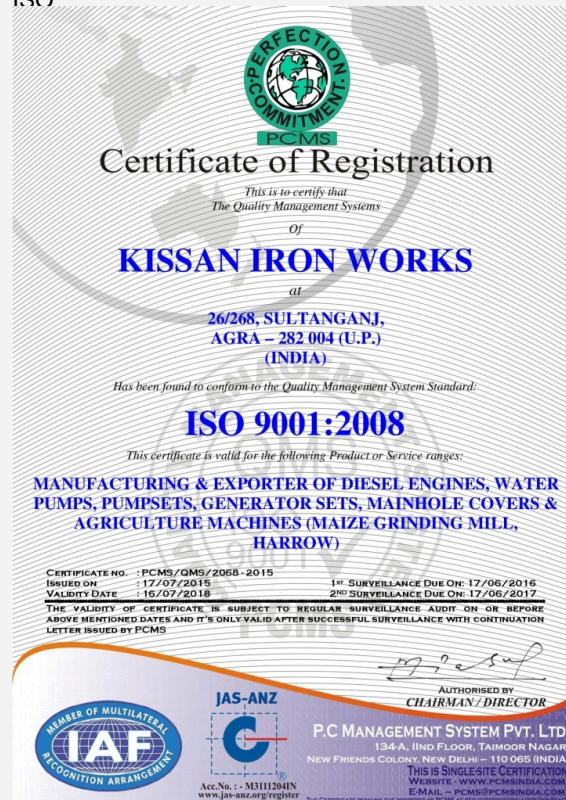 ISO
PERFECTION
COMMITMENT
PCMS
Certificate of Registration
This is to certify that
The Quality Management Systems
Of
KISSAN IRON WORKS
at
26/268, SULTANGANJ,
AGRA – 282 004 (U.P.)
(INDIA)
Has been found to conform to the Quality Management System Standard:
ISO 9001:2008
This certificate is valid for the following Product or Service ranges:
MANUFACTURING & EXPORTER OF DIESEL ENGINES, WATER
PUMPS, PUMPSETS, GENERATOR SETS, MAINHOLE COVERS &
AGRICULTURE MACHINES (MAIZE GRINDING MILL,
HARROW)
CERTIFICATE NO. : PCMS/QMS/2068-2015
ISSUED ON : 17/07/2015 1ST SURVEILLANCE DUE ON: 17/06/2016
VALIDITY DATE : 16/07/2018 2ND SURVEILLANCE DUE ON: 17/06/2017
THE VALIDITY OF CERTIFICATE IS SUBJECT TO REGULAR SURVEILLANCE AUDIT ON OR BEFORE
ABOVE MENTIONED DATES AND IT'S ONLY VALID AFTER SUCCESSFUL SURVEILLANCE WITH CONTINUATION
LETTER ISSUED BY PCMS
AUTHORISED BY
CHAIRMAN / DIRECTOR
MEMBER OF MULTILATERAL
IAF
RECOGNITION ARRANGEMENT
JAS-ANZ
Acc.No. : - M3111204IN
www.jas-anz.org/register
P.C MANAGEMENT SYSTEM PVT. LTD
134-A, IIND FLOOR, TAIMOOR NAGAR
NEW FRIENDS COLONY, NEW DELHI – 110 065 (INDIA)
THIS IS SINGLE-SITE CERTIFICATION
WEBSITE - WWW.PCMSINDIA.COM
E-MAIL – PCMS@PCMSINDIA.COM